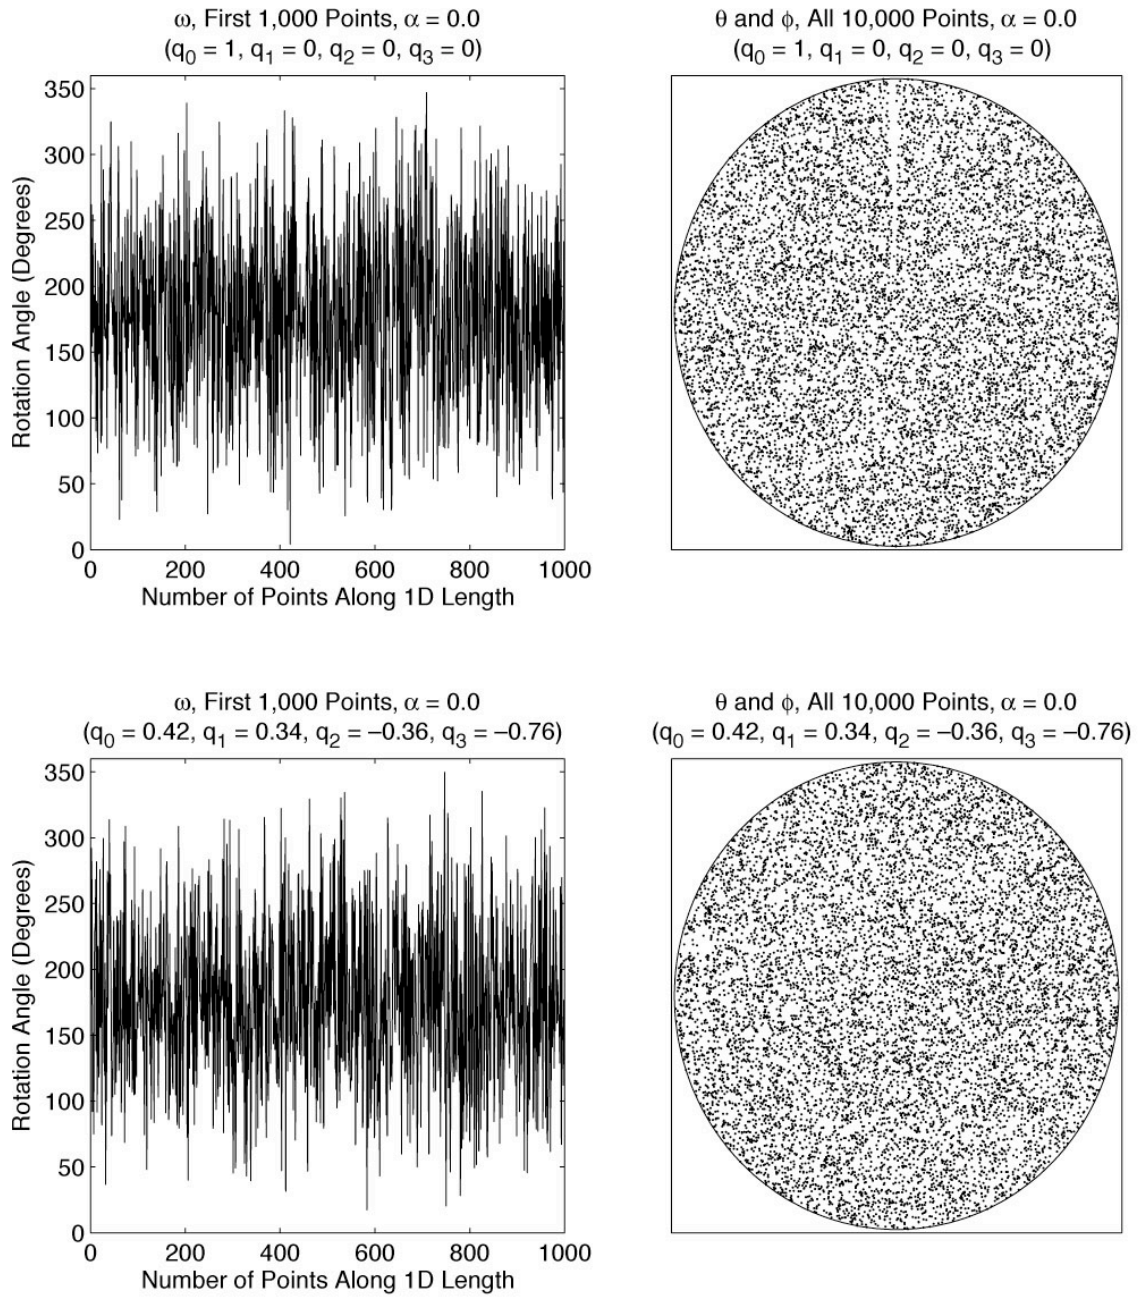 ω, First 1,000 Points, α = 0.0
(q₀ = 1, q₁ = 0, q₂ = 0, q₃ = 0)
350
300
250
200
150
100
50
0
Rotation Angle (Degrees)
0 200 400 600 800 1000
Number of Points Along 1D Length
θ and ϕ, All 10,000 Points, α = 0.0
(q₀ = 1, q₁ = 0, q₂ = 0, q₃ = 0)
ω, First 1,000 Points, α = 0.0
(q₀ = 0.42, q₁ = 0.34, q₂ = –0.36, q₃ = –0.76)
350
300
250
200
150
100
50
0
Rotation Angle (Degrees)
0 200 400 600 800 1000
Number of Points Along 1D Length
θ and ϕ, All 10,000 Points, α = 0.0
(q₀ = 0.42, q₁ = 0.34, q₂ = –0.36, q₃ = –0.76)